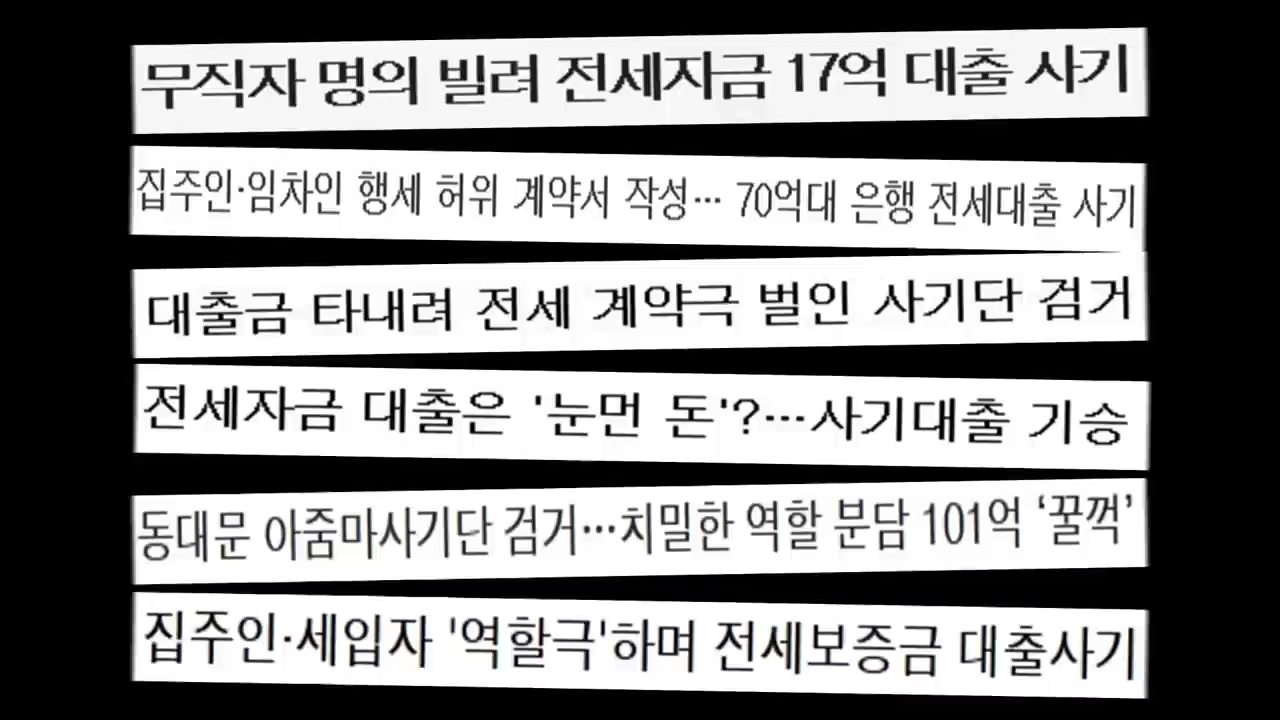 무직자 명의 빌려 전세자금 17억 대출 사기
집주인·임차인 행세 허위 계약서 작성… 70억대 은행 전세대출 사기
대출금 타내려 전세 계약극 벌인 사기단 검거
전세자금 대출은 '눈먼 돈'?…사기대출 기승
동대문 아줌마사기단 검거…치밀한 역할 분담 101억 ‘꿀꺽’
집주인·세입자 '역할극'하며 전세보증금 대출사기